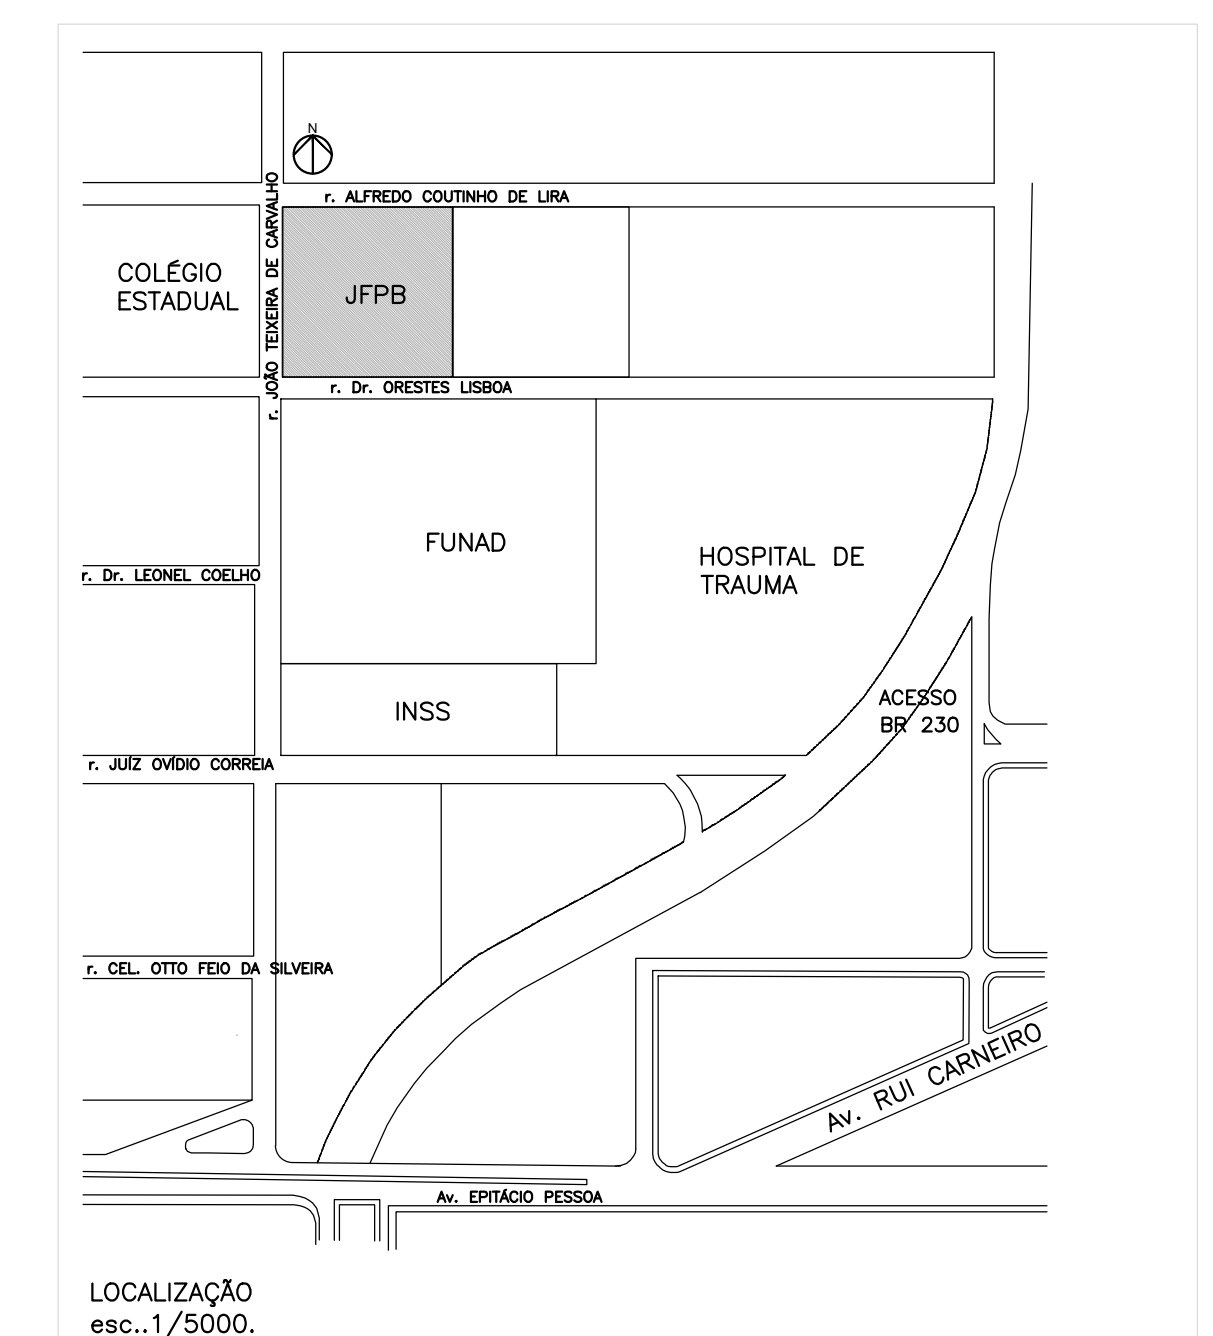 N
r. ALFREDO COUTINHO DE LIRA
r. JOÃO TEIXEIRA DE CARVALHO
COLÉGIO
ESTADUAL
JFPB
r. Dr. ORESTES LISBOA
FUNAD
HOSPITAL DE
TRAUMA
r. Dr. LEONEL COELHO
ACESSO
BR 230
INSS
r. JUÍZ OVÍDIO CORREIA
r. CEL. OTTO FEIO DA SILVEIRA
Av. RUI CARNEIRO
Av. EPITÁCIO PESSOA
LOCALIZAÇÃO
esc..1/5000.